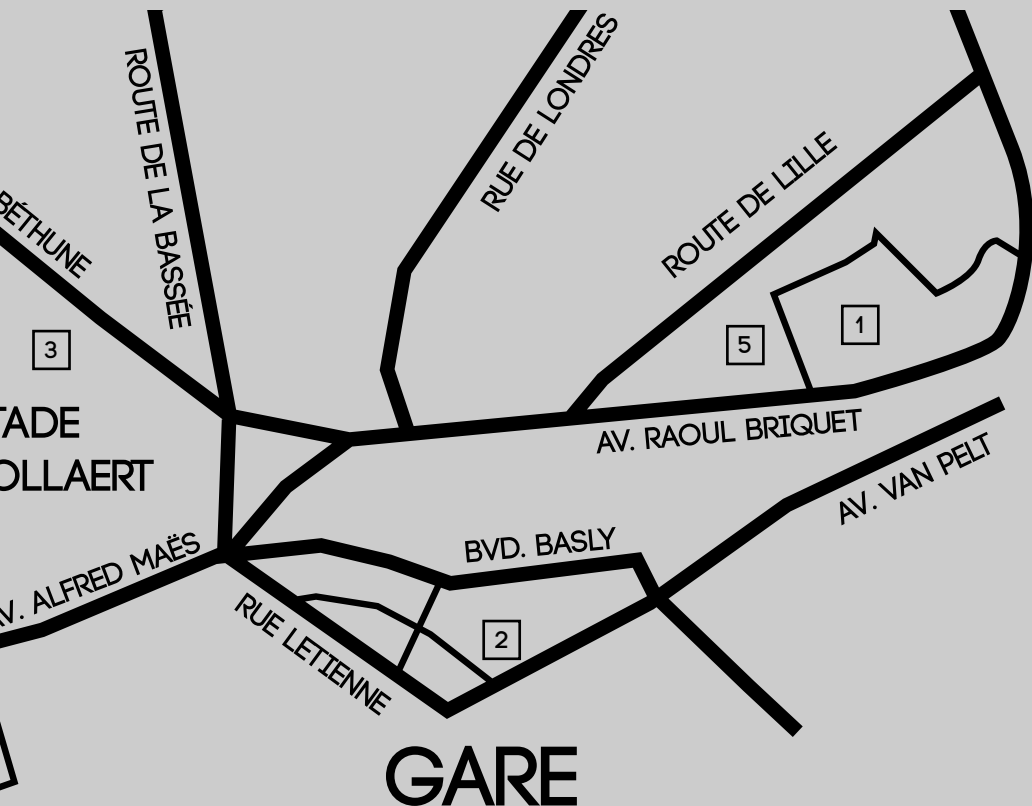 ROUTE DE LA BASSÉE
RUE DE LONDRES
BÉTHUNE
ROUTE DE LILLE
1
5
3
TADE
OLLAERT
AV. RAOUL BRIQUET
AV. VAN PELT
V. ALFRED MAËS
BVD. BASLY
2
RUE LETIENNE
GARE